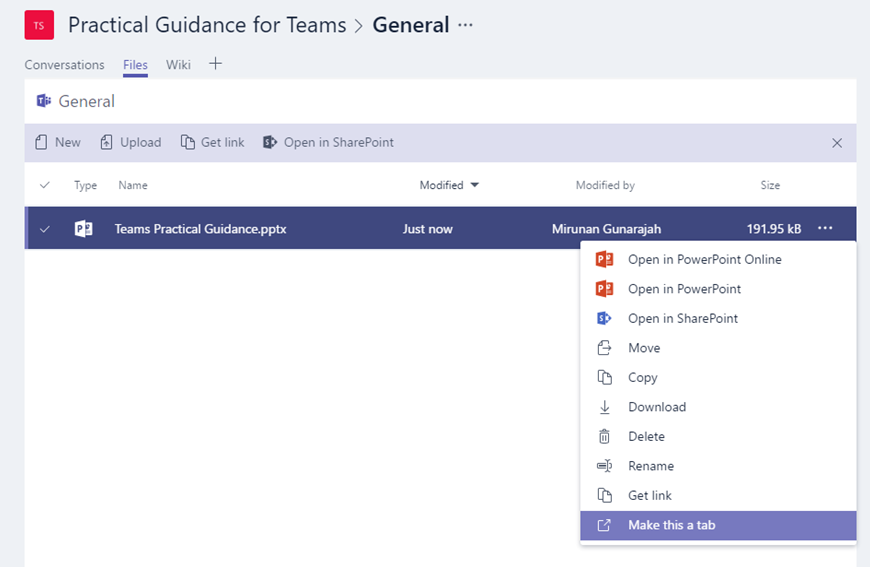 TS Practical Guidance for Teams > General ···
Conversations Files Wiki +
General
New Upload Get link Open in SharePoint
Type Name Modified Modified by Size
Teams Practical Guidance.pptx Just now Mirunan Gunarajah 191.95 kB ···
Open in PowerPoint Online
Open in PowerPoint
Open in SharePoint
Move
Copy
Download
Delete
Rename
Get link
Make this a tab